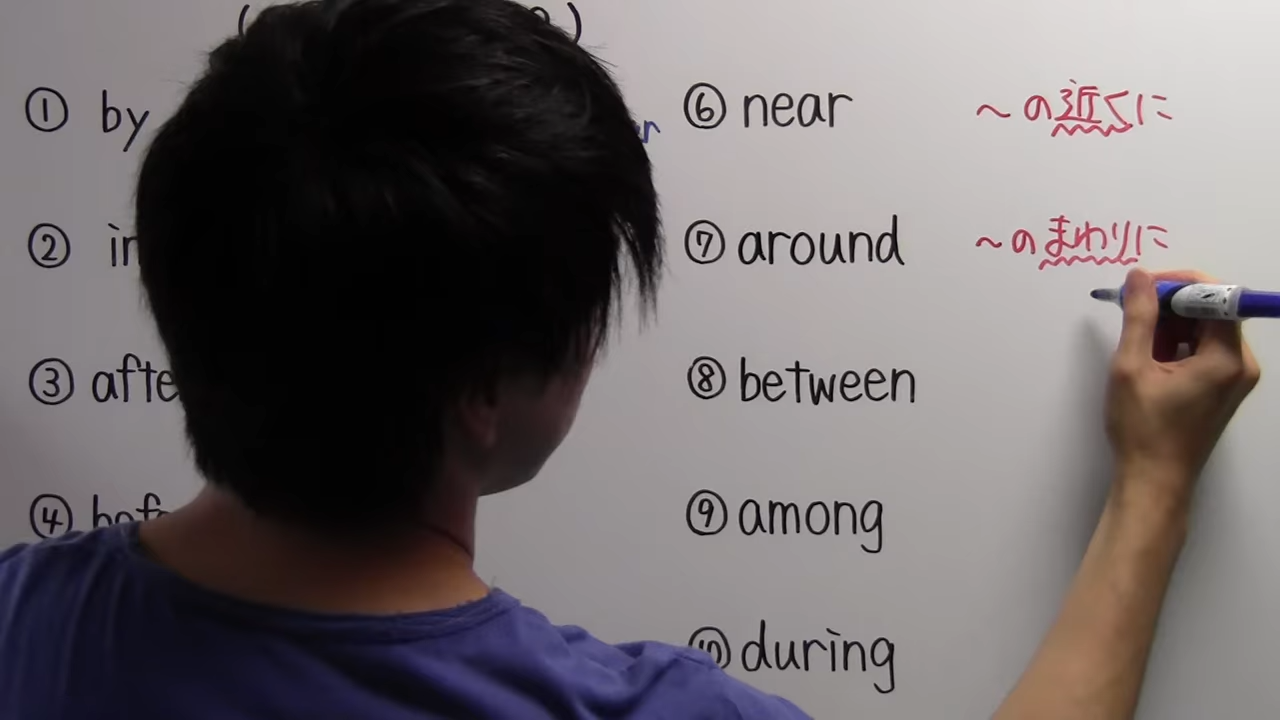 ① by
② in
③ afte
④ befo
⑥ near ～の近くに
⑦ around ～のまわりに
⑧ between
⑨ among
⑩ during